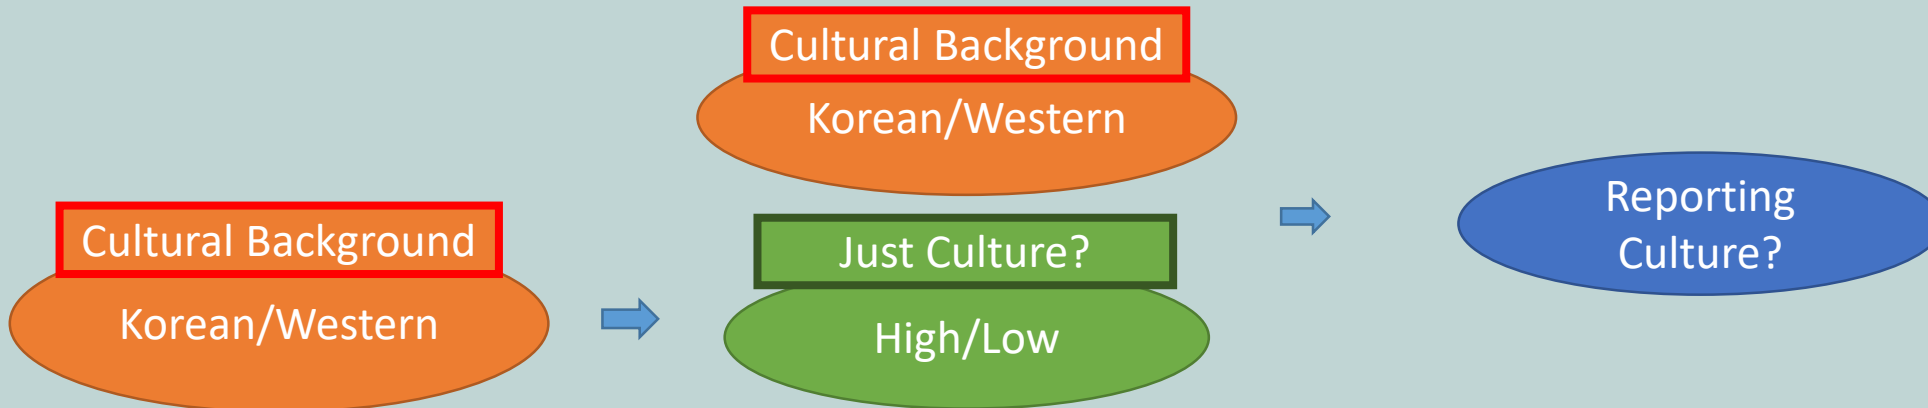 Cultural Background
Korean/Western
Cultural Background
Korean/Western
Just Culture?
High/Low
Reporting
Culture?